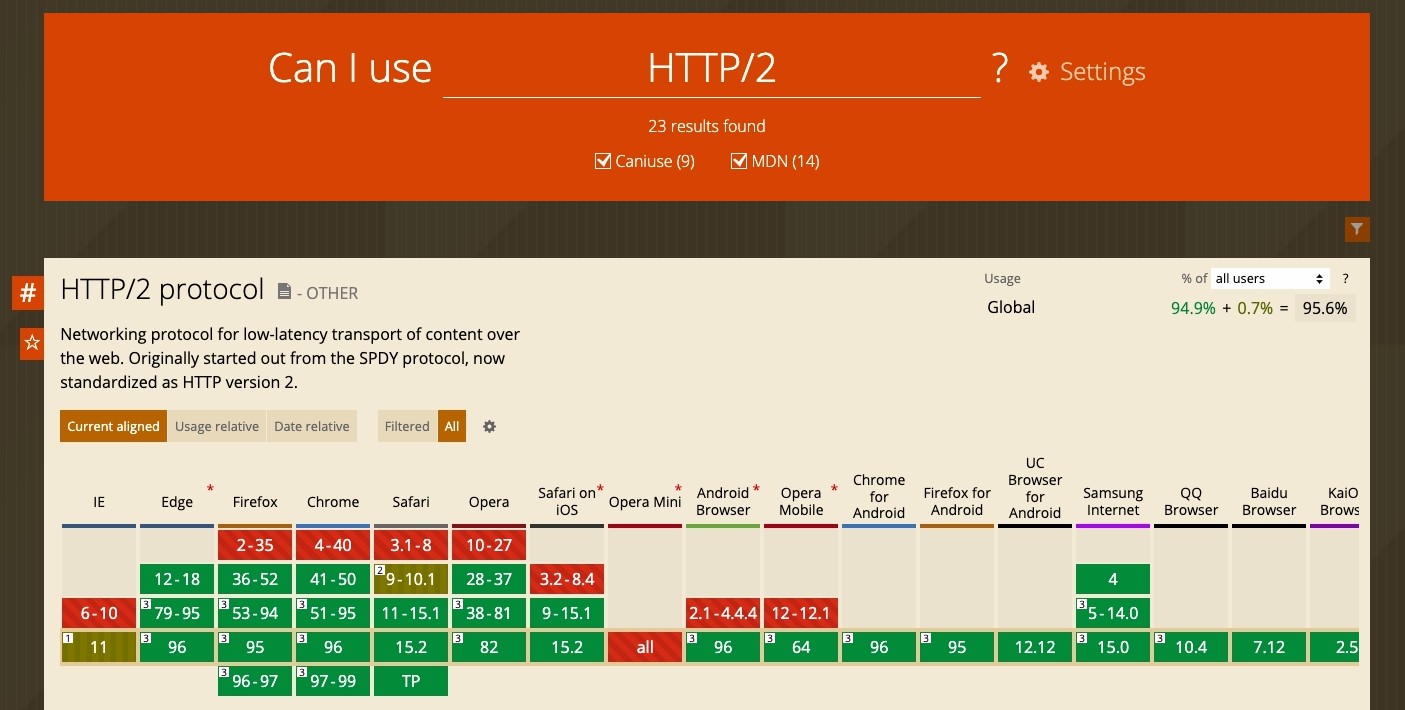 Can I use HTTP/2 ? Settings
23 results found
Caniuse (9) MDN (14)
#
HTTP/2 protocol - OTHER
Networking protocol for low-latency transport of content over
the web. Originally started out from the SPDY protocol, now
standardized as HTTP version 2.
Usage % of all users ?
Global 94.9% + 0.7% = 95.6%
Current aligned Usage relative Date relative Filtered All
IE
Edge *
Firefox
Chrome
Safari
Opera
Safari on *
iOS
Opera Mini *
Android *
Browser
Opera *
Mobile
Chrome
for
Android
Firefox for
Android
UC
Browser
for
Android
Samsung
Internet
QQ
Browser
Baidu
Browser
KaiO
Brows
2-35 4-40 3.1-8 10-27
12-18 36-52 41-50 2 9-10.1 28-37 3.2-8.4 4
6-10 3 79-95 3 53-94 3 51-95 11-15.1 3 38-81 9-15.1 2.1-4.4.4 12-12.1 3 5-14.0
1 11 3 96 3 95 3 96 15.2 3 82 15.2 all 3 96 3 64 3 96 3 95 12.12 3 15.0 3 10.4 7.12 2.5
3 96-97 3 97-99 TP